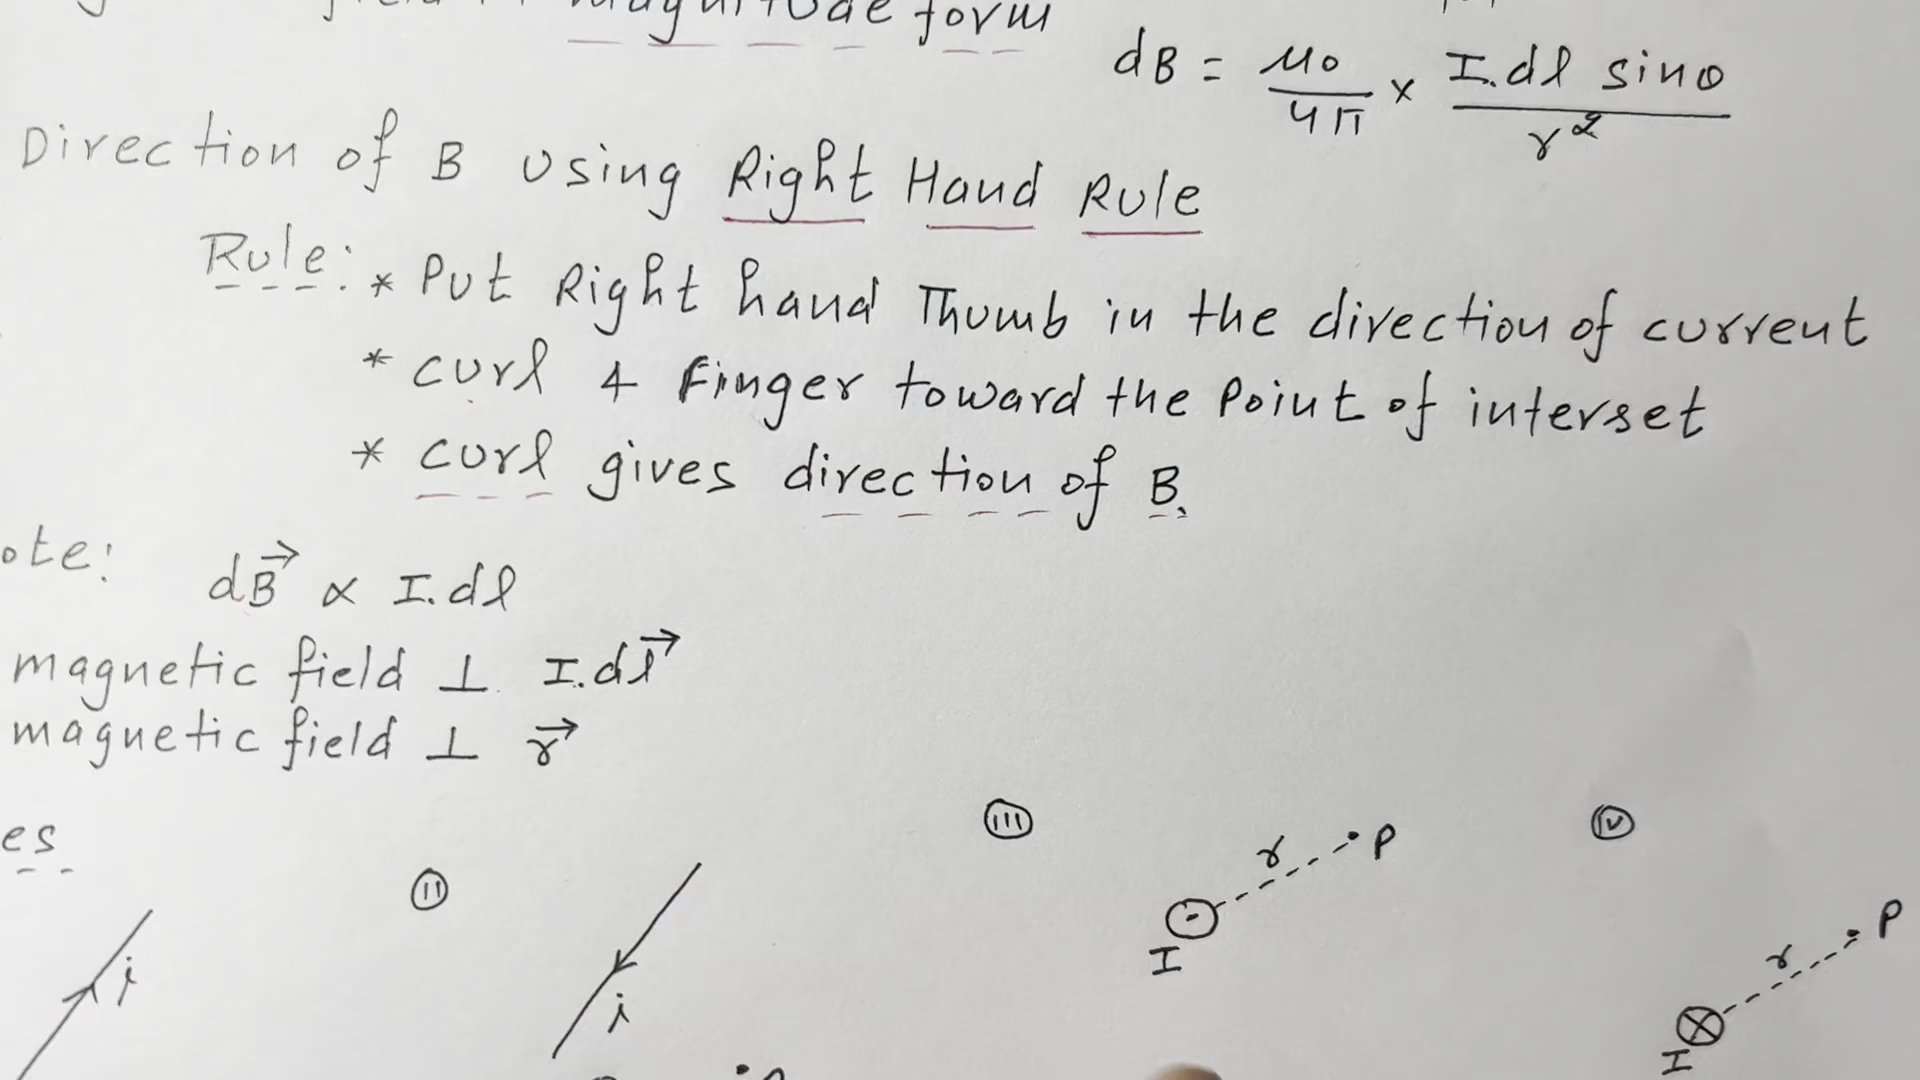 magnitude form
dB = μ0/4π × I.dl sinθ/r²
Direction of B Using Right Hand Rule
Rule: * Put Right hand Thumb in the direction of current
* curl 4 Finger toward the Point of interset
* curl gives direction of B.
ote: dB⃗ ∝ I.dl
magnetic field ⊥ I.dl⃗
magnetic field ⊥ r⃗
es
(ii)
(iii)
(iv)
r
P
I
r
P
I
i
i